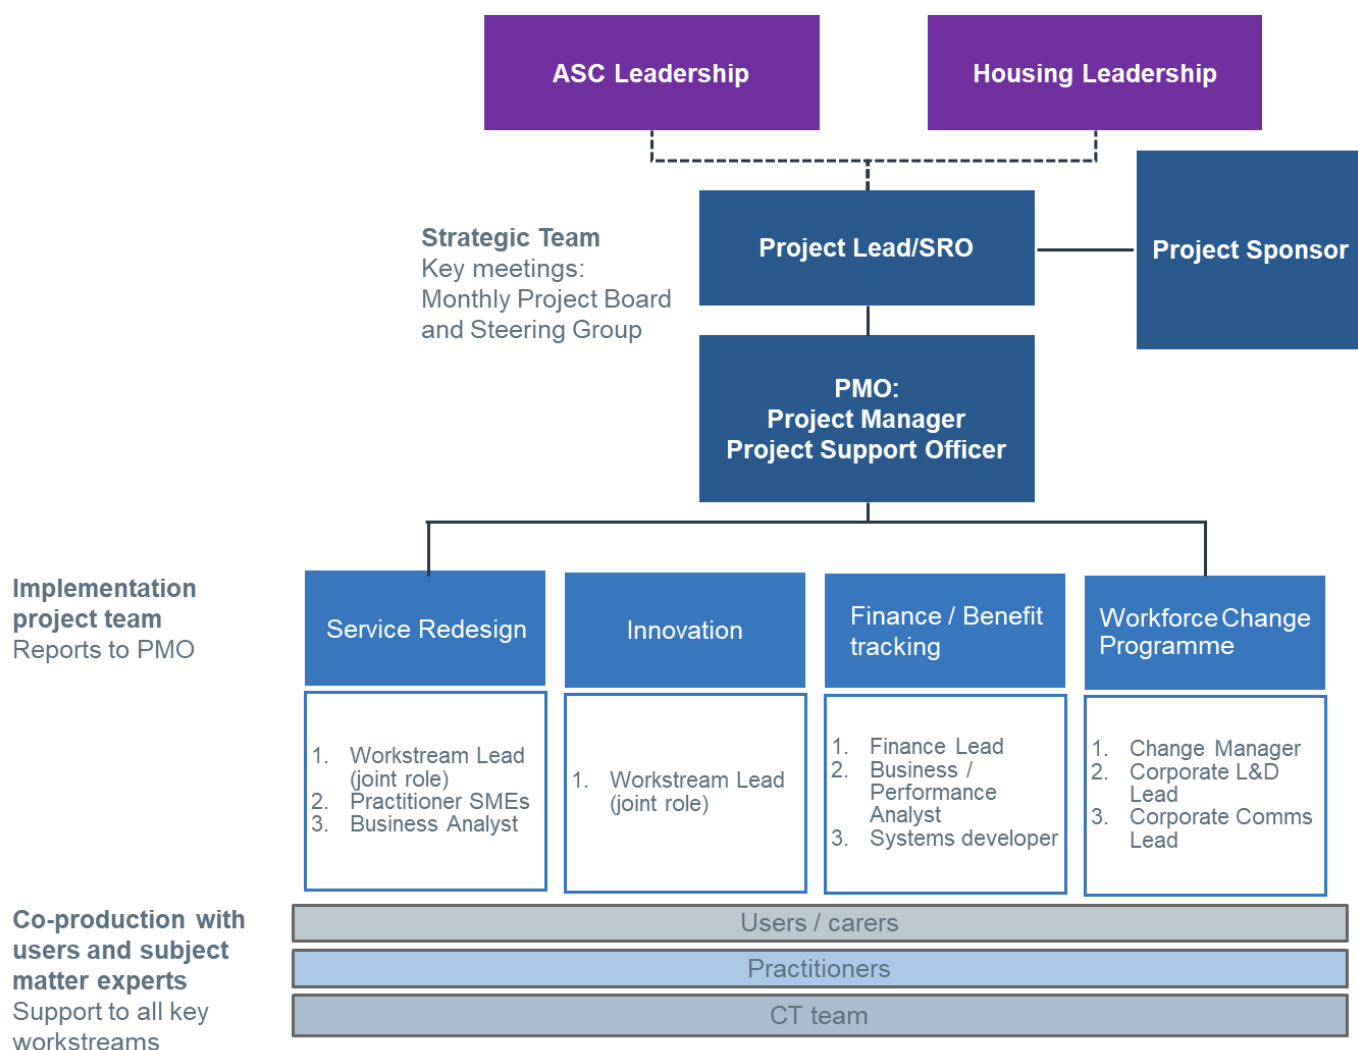 ASC Leadership
Housing Leadership
Strategic Team
Key meetings:
Monthly Project Board
and Steering Group
Project Lead/SRO
Project Sponsor
PMO:
Project Manager
Project Support Officer
Implementation
project team
Reports to PMO
Service Redesign
Innovation
Finance / Benefit
tracking
Workforce Change
Programme
1. Workstream Lead
(joint role)
2. Practitioner SMEs
3. Business Analyst
1. Workstream Lead
(joint role)
1. Finance Lead
2. Business /
Performance
Analyst
3. Systems developer
1. Change Manager
2. Corporate L&D
Lead
3. Corporate Comms
Lead
Co-production with
users and subject
matter experts
Support to all key
workstreams
Users / carers
Practitioners
CT team